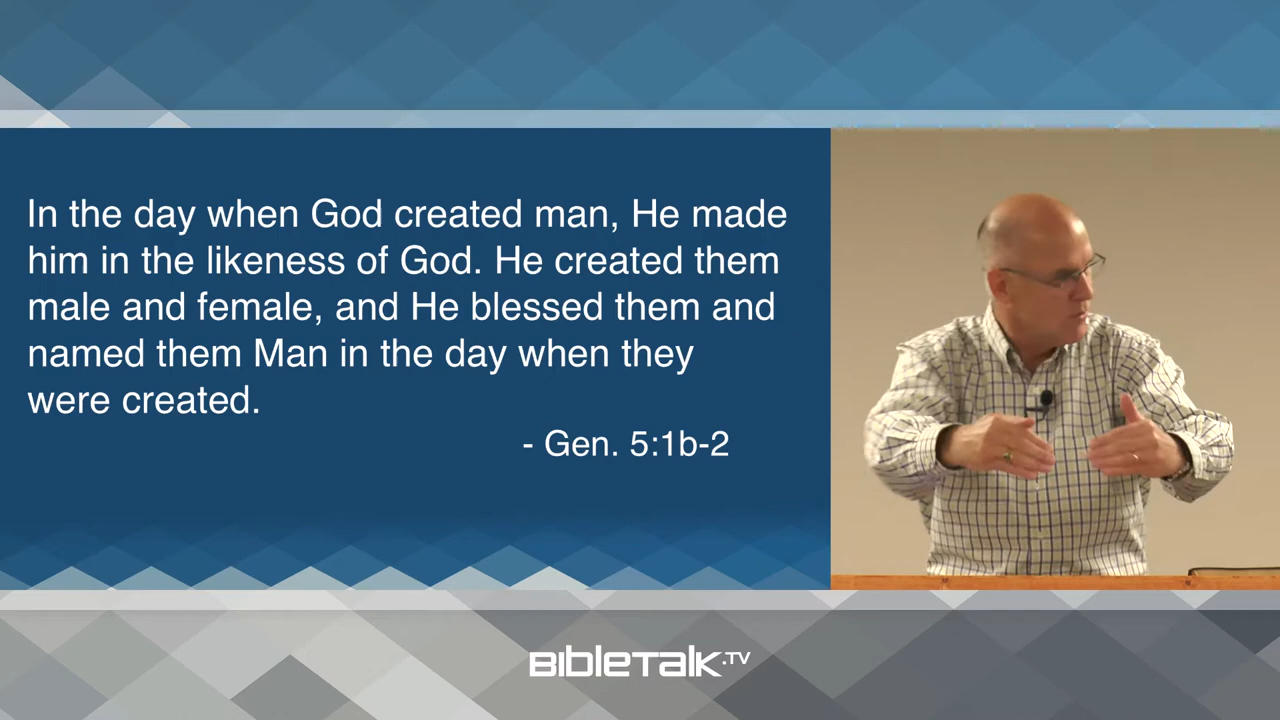 In the day when God created man, He made
him in the likeness of God. He created them
male and female, and He blessed them and
named them Man in the day when they
were created.
- Gen. 5:1b-2
BIBLETALK.TV